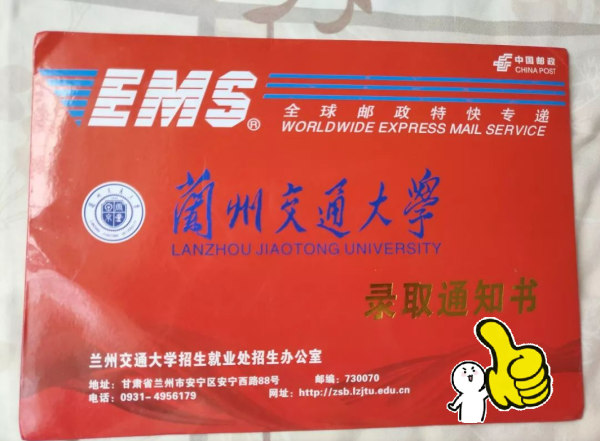 中国邮政
CHINA POST
EMS®
全球邮政特快专递
WORLDWIDE EXPRESS MAIL SERVICE
蘭州交通大學
LANZHOU JIAOTONG UNIVERSITY
录取通知书
兰州交通大学招生就业处招生办公室
地址：甘肃省兰州市安宁区安宁西路88号 邮编：730070
电话：0931-4956179 网址：http://zsb.lzjtu.edu.cn